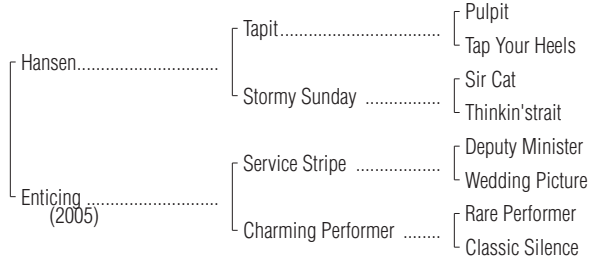 Pulpit
Tapit
Tap Your Heels
Hansen
Sir Cat
Stormy Sunday
Thinkin'strait
Deputy Minister
Service Stripe
Wedding Picture
Enticing
(2005)
Rare Performer
Charming Performer
Classic Silence